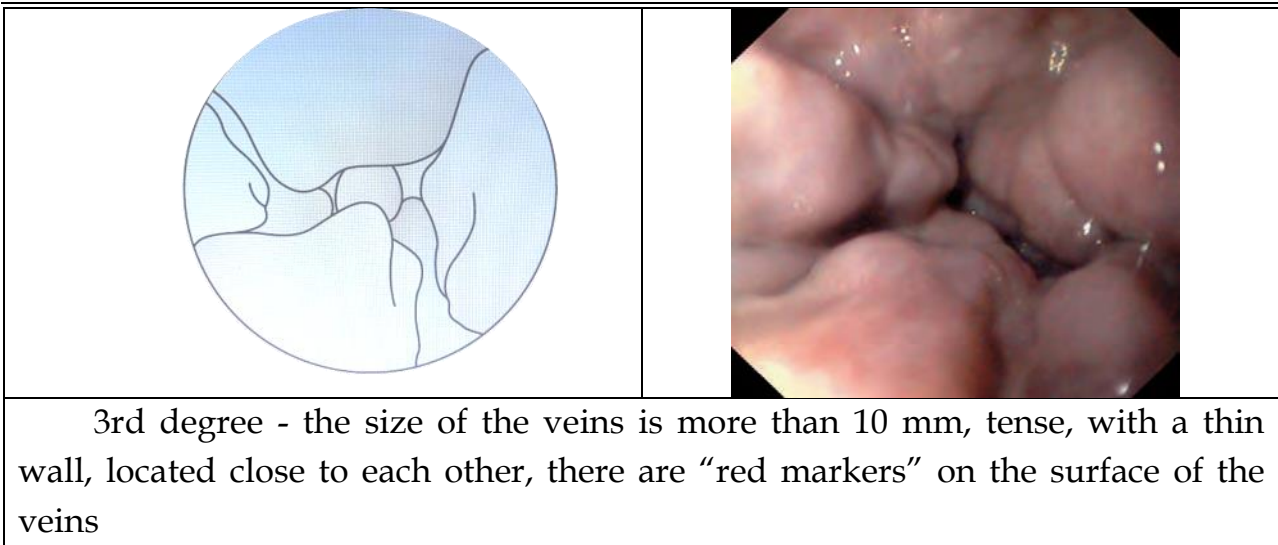 3rd degree - the size of the veins is more than 10 mm, tense, with a thin
wall, located close to each other, there are “red markers” on the surface of the
veins